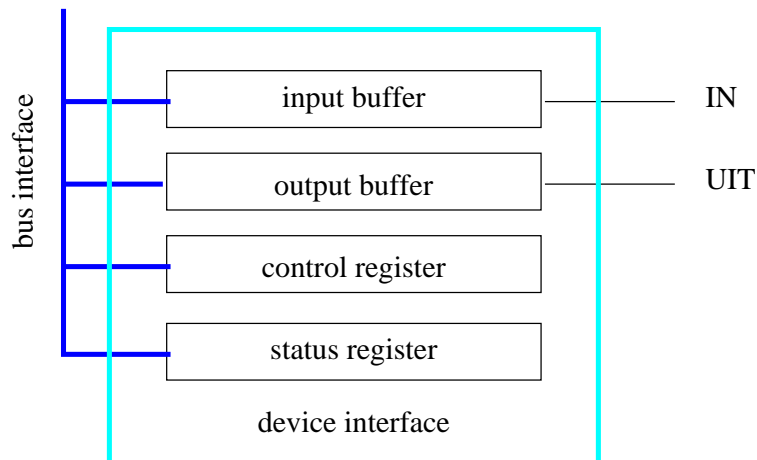 bus interface
input buffer
IN
output buffer
UIT
control register
status register
device interface